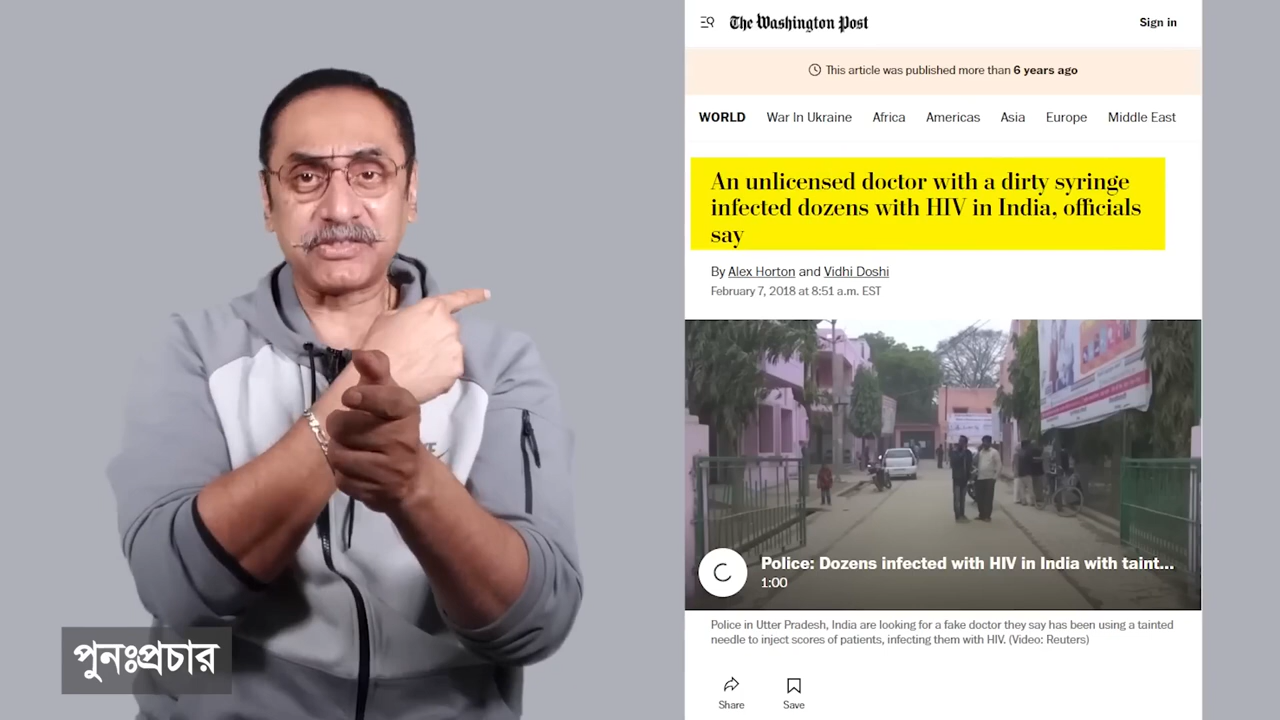 The Washington Post
Sign in
This article was published more than 6 years ago
WORLD War In Ukraine Africa Americas Asia Europe Middle East
An unlicensed doctor with a dirty syringe
infected dozens with HIV in India, officials
say
By Alex Horton and Vidhi Doshi
February 7, 2018 at 8:51 a.m. EST
Police: Dozens infected with HIV in India with taint...
1:00
Police in Utter Pradesh, India are looking for a fake doctor they say has been using a tainted
needle to inject scores of patients, infecting them with HIV. (Video: Reuters)
Share Save
পুনঃপ্রচার